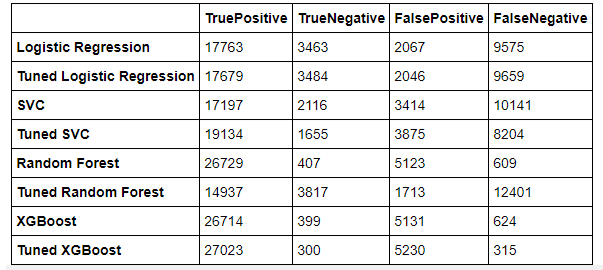 TruePositive TrueNegative FalsePositive FalseNegative
Logistic Regression 17763 3463 2067 9575
Tuned Logistic Regression 17679 3484 2046 9659
SVC 17197 2116 3414 10141
Tuned SVC 19134 1655 3875 8204
Random Forest 26729 407 5123 609
Tuned Random Forest 14937 3817 1713 12401
XGBoost 26714 399 5131 624
Tuned XGBoost 27023 300 5230 315